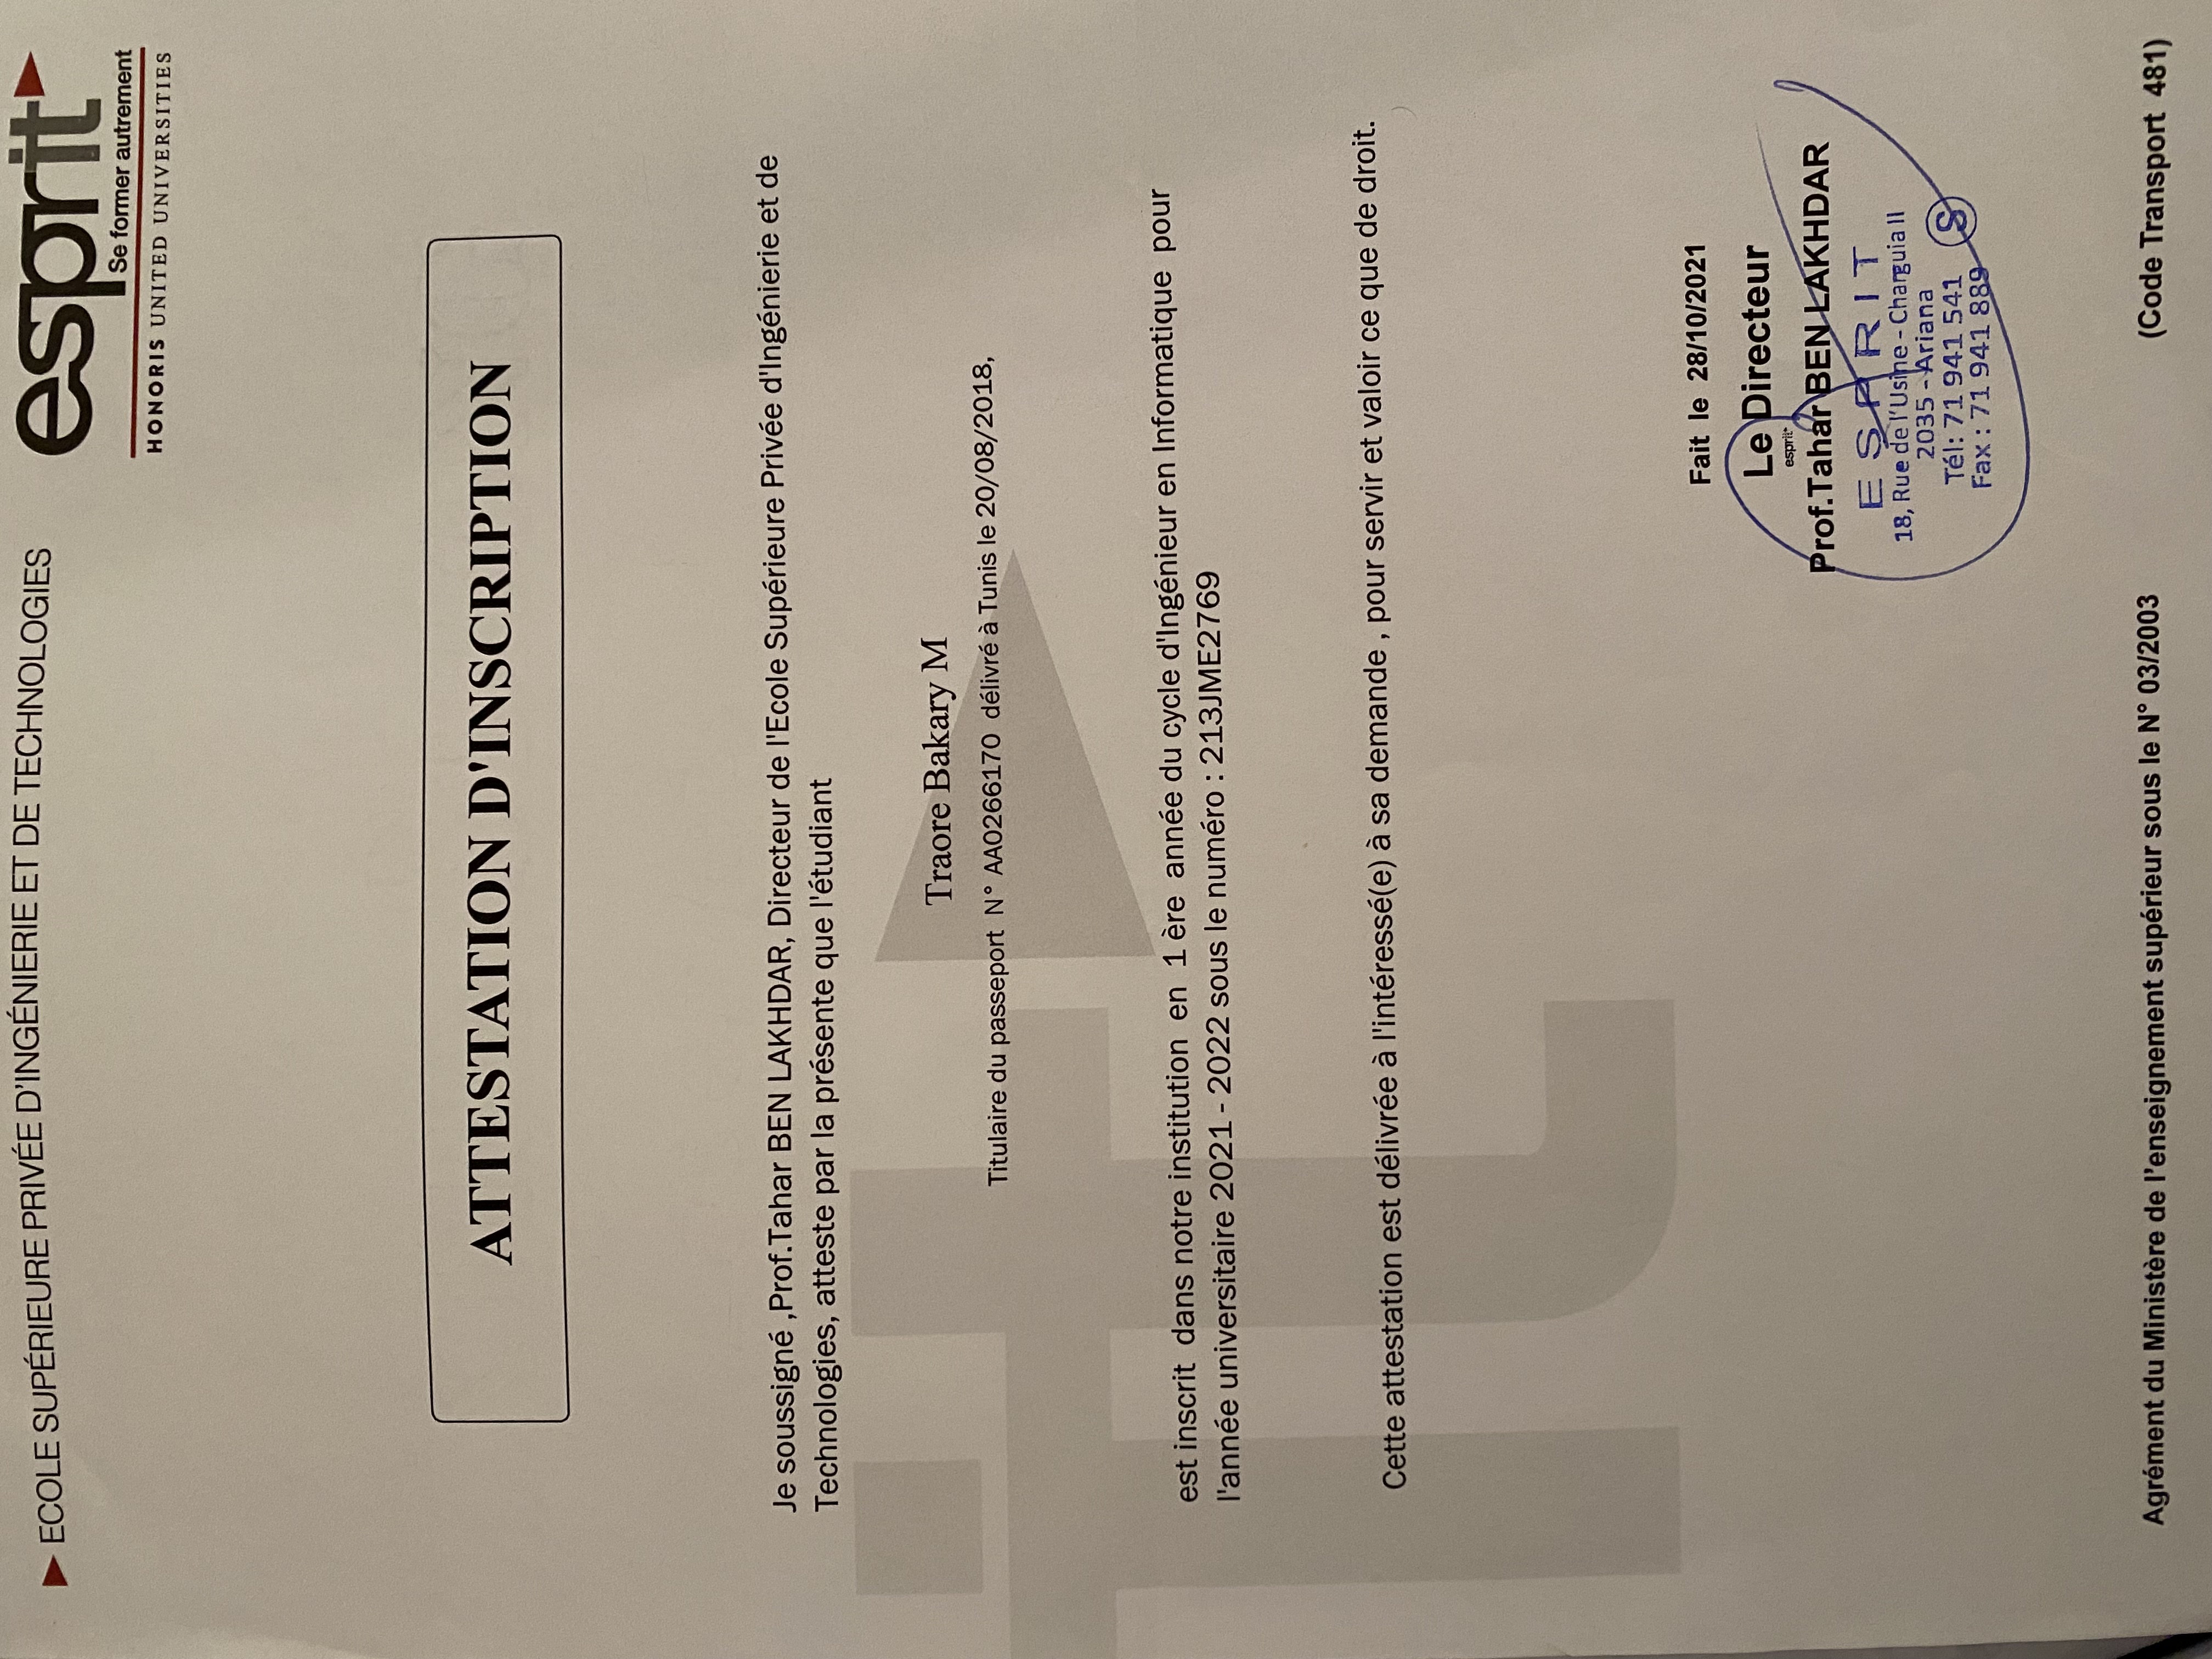 ECOLE SUPÉRIEURE PRIVÉE D'INGÉNIERIE ET DE TECHNOLOGIES
esprit
Se former autrement
HONORIS UNITED UNIVERSITIES
ATTESTATION D'INSCRIPTION
Je soussigné ,Prof.Tahar BEN LAKHDAR, Directeur de l'Ecole Supérieure Privée d'Ingénierie et de
Technologies, atteste par la présente que l'étudiant
Traore Bakary M
Titulaire du passeport N° AA0266170 délivré à Tunis le 20/08/2018,
est inscrit dans notre institution en 1 ère année du cycle d'Ingénieur en Informatique pour
l'année universitaire 2021 - 2022 sous le numéro : 213JME2769
Cette attestation est délivrée à l'intéressé(e) à sa demande , pour servir et valoir ce que de droit.
Fait le 28/10/2021
Le Directeur
esprit
Prof.Tahar BEN LAKHDAR
ESPRIT
18, Rue de l'Usine - Charguia II
2035 - Ariana
Tél: 71 941 541
S
Fax : 71 941 889
Agrément du Ministère de l'enseignement supérieur sous le N° 03/2003
(Code Transport 481)
it